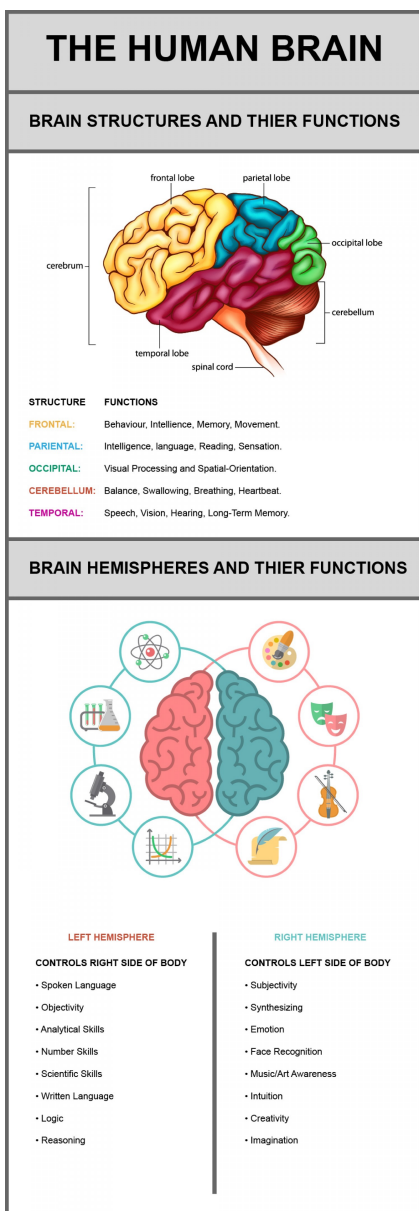 THE HUMAN BRAIN
BRAIN STRUCTURES AND THIER FUNCTIONS
frontal lobe
parietal lobe
occipital lobe
cerebrum
cerebellum
temporal lobe
spinal cord
STRUCTURE FUNCTIONS
FRONTAL: Behaviour, Intellience, Memory, Movement.
PARIENTAL: Intelligence, language, Reading, Sensation.
OCCIPITAL: Visual Processing and Spatial-Orientation.
CEREBELLUM: Balance, Swallowing, Breathing, Heartbeat.
TEMPORAL: Speech, Vision, Hearing, Long-Term Memory.
BRAIN HEMISPHERES AND THIER FUNCTIONS
LEFT HEMISPHERE
CONTROLS RIGHT SIDE OF BODY
• Spoken Language
• Objectivity
• Analytical Skills
• Number Skills
• Scientific Skills
• Written Language
• Logic
• Reasoning
RIGHT HEMISPHERE
CONTROLS LEFT SIDE OF BODY
• Subjectivity
• Synthesizing
• Emotion
• Face Recognition
• Music/Art Awareness
• Intuition
• Creativity
• Imagination